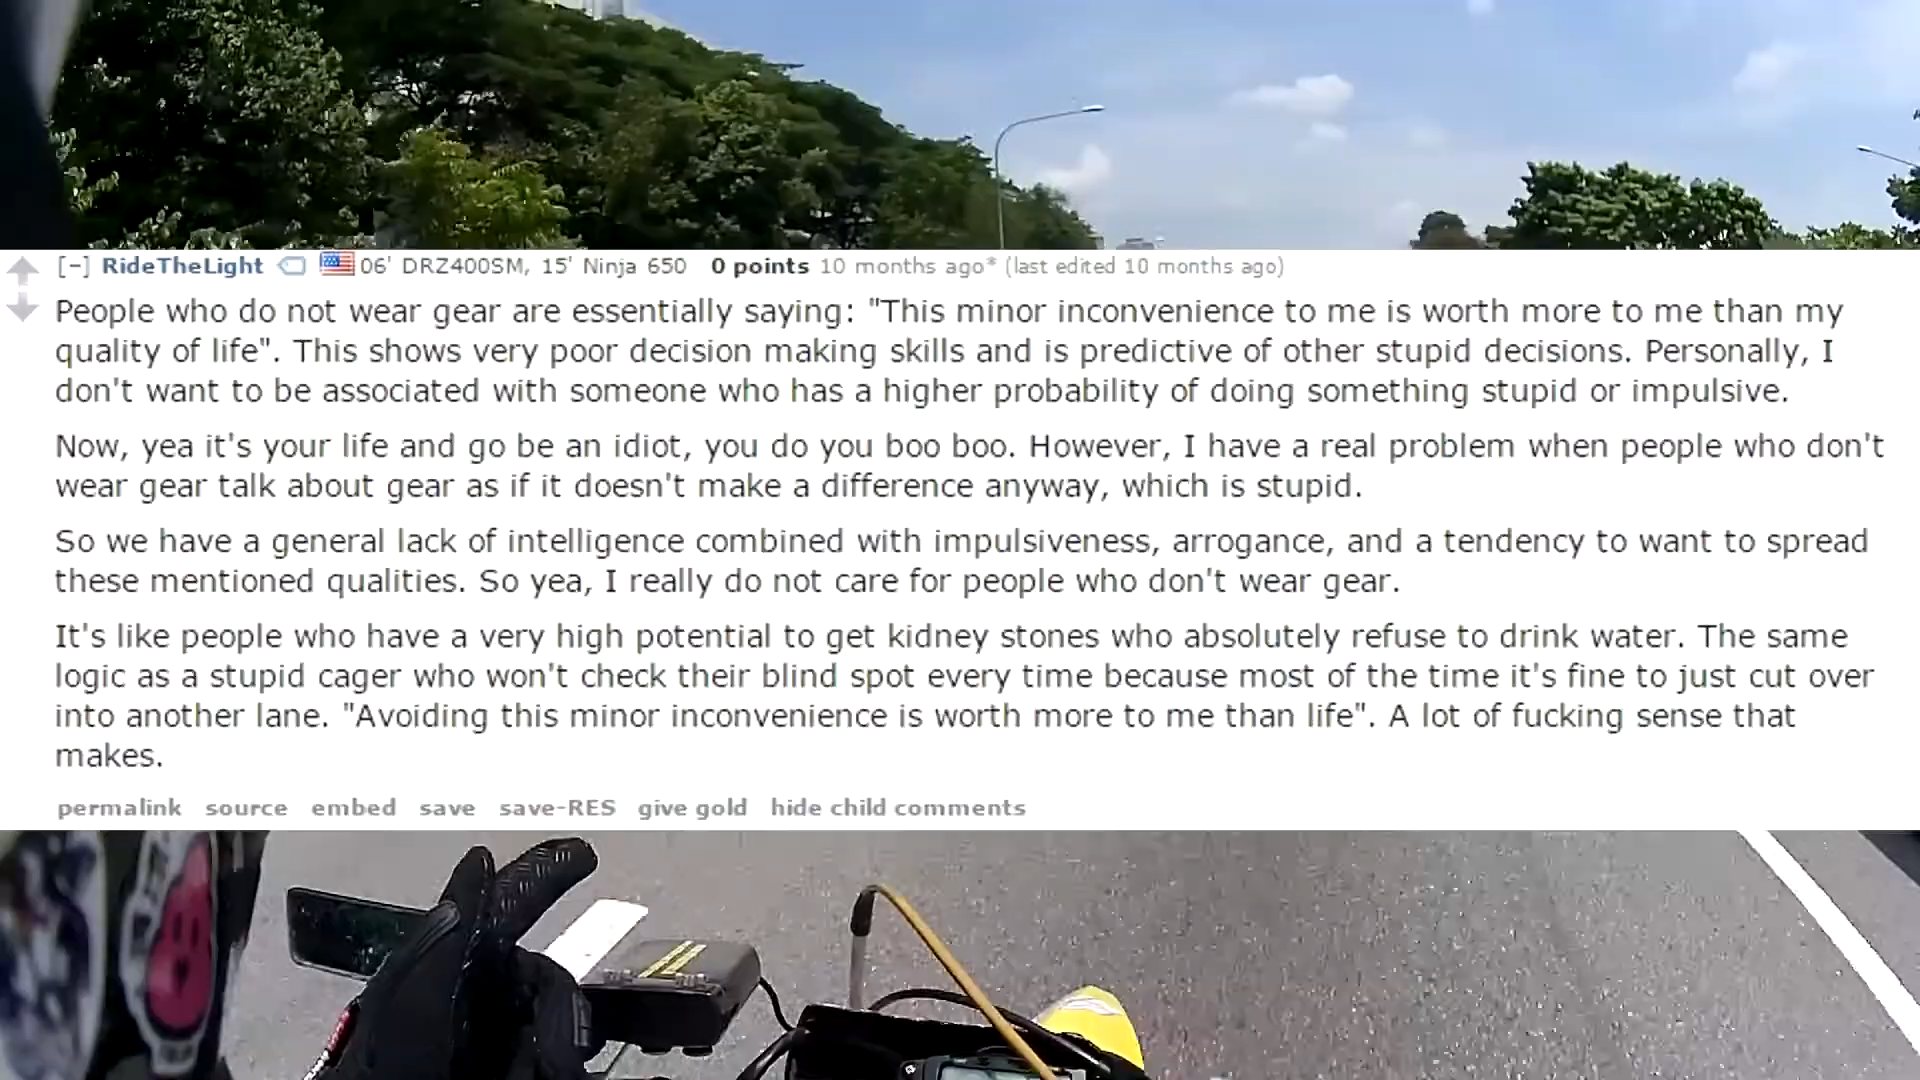 [−] RideTheLight 06' DRZ400SM, 15' Ninja 650 0 points 10 months ago* (last edited 10 months ago)
People who do not wear gear are essentially saying: "This minor inconvenience to me is worth more to me than my
quality of life". This shows very poor decision making skills and is predictive of other stupid decisions. Personally, I
don't want to be associated with someone who has a higher probability of doing something stupid or impulsive.
Now, yea it's your life and go be an idiot, you do you boo boo. However, I have a real problem when people who don't
wear gear talk about gear as if it doesn't make a difference anyway, which is stupid.
So we have a general lack of intelligence combined with impulsiveness, arrogance, and a tendency to want to spread
these mentioned qualities. So yea, I really do not care for people who don't wear gear.
It's like people who have a very high potential to get kidney stones who absolutely refuse to drink water. The same
logic as a stupid cager who won't check their blind spot every time because most of the time it's fine to just cut over
into another lane. "Avoiding this minor inconvenience is worth more to me than life". A lot of fucking sense that
makes.
permalink source embed save save-RES give gold hide child comments